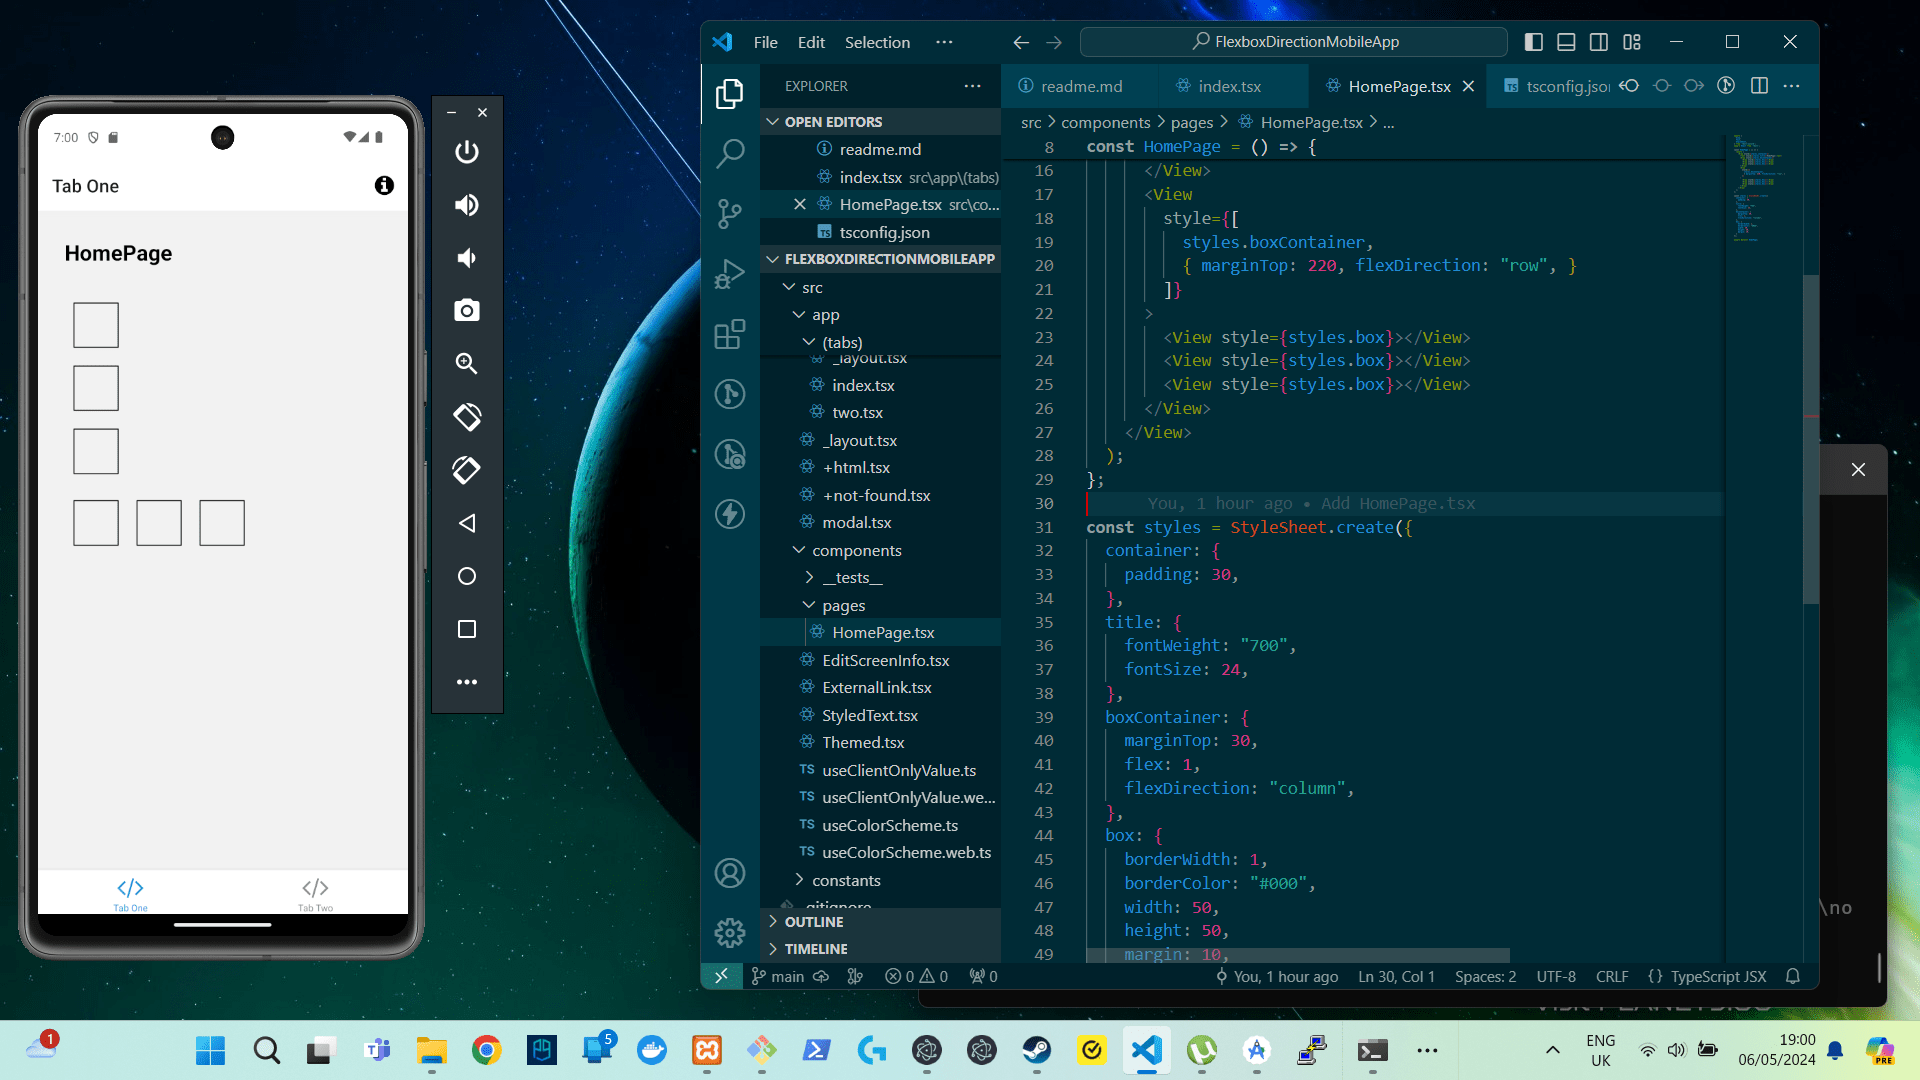 7:00
Tab One
HomePage
Tab One
Tab Two
File Edit Selection ···
FlexboxDirectionMobileApp
EXPLORER
OPEN EDITORS
readme.md
index.tsx src\app\(tabs)
HomePage.tsx src\co...
tsconfig.json
FLEXBOXDIRECTIONMOBILEAPP
src
app
(tabs)
_layout.tsx
index.tsx
two.tsx
_layout.tsx
+html.tsx
+not-found.tsx
modal.tsx
components
__tests__
pages
HomePage.tsx
EditScreenInfo.tsx
ExternalLink.tsx
StyledText.tsx
Themed.tsx
TS useClientOnlyValue.ts
TS useClientOnlyValue.we...
TS useColorScheme.ts
TS useColorScheme.web.ts
constants
.gitignore
OUTLINE
TIMELINE
readme.md
index.tsx
HomePage.tsx
tsconfig.json
src > components > pages > HomePage.tsx > ...
8 const HomePage = () => {
16 </View>
17 <View
18 style={[
19 styles.boxContainer,
20 { marginTop: 220, flexDirection: "row", }
21 ]}
22 >
23 <View style={styles.box}></View>
24 <View style={styles.box}></View>
25 <View style={styles.box}></View>
26 </View>
27 </View>
28 );
29 };
30 You, 1 hour ago • Add HomePage.tsx
31 const styles = StyleSheet.create({
32 container: {
33 padding: 30,
34 },
35 title: {
36 fontWeight: "700",
37 fontSize: 24,
38 },
39 boxContainer: {
40 marginTop: 30,
41 flex: 1,
42 flexDirection: "column",
43 },
44 box: {
45 borderWidth: 1,
46 borderColor: "#000",
47 width: 50,
48 height: 50,
49 margin: 10,
main 0 0 0 You, 1 hour ago Ln 30, Col 1 Spaces: 2 UTF-8 CRLF {} TypeScript JSX
\no
1
5
ENG
UK
19:00
06/05/2024
PRE